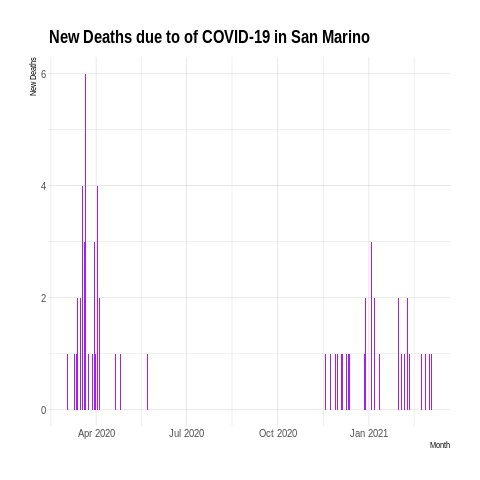 New Deaths due to of COVID-19 in San Marino
New Deaths
6
4
2
0
Apr 2020 Jul 2020 Oct 2020 Jan 2021
Month